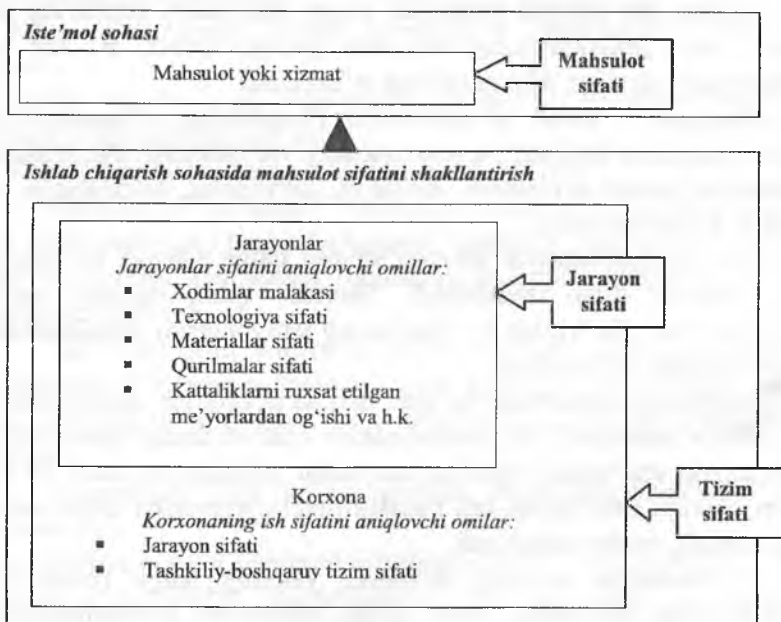 Iste’mol sohasi
Mahsulot yoki xizmat
Mahsulot
sifati
Ishlab chiqarish sohasida mahsulot sifatini shakllantirish
Jarayonlar
Jarayonlar sifatini aniqlovchi omillar:
▪ Xodimlar malakasi
▪ Texnologiya sifati
▪ Materiallar sifati
▪ Qurilmalar sifati
▪ Kattaliklarni ruxsat etilgan
me’yorlardan og‘ishi va h.k.
Jarayon
sifati
Korxona
Korxonaning ish sifatini aniqlovchi omilar:
▪ Jarayon sifati
▪ Tashkiliy-boshqaruv tizim sifati
Tizim
sifati